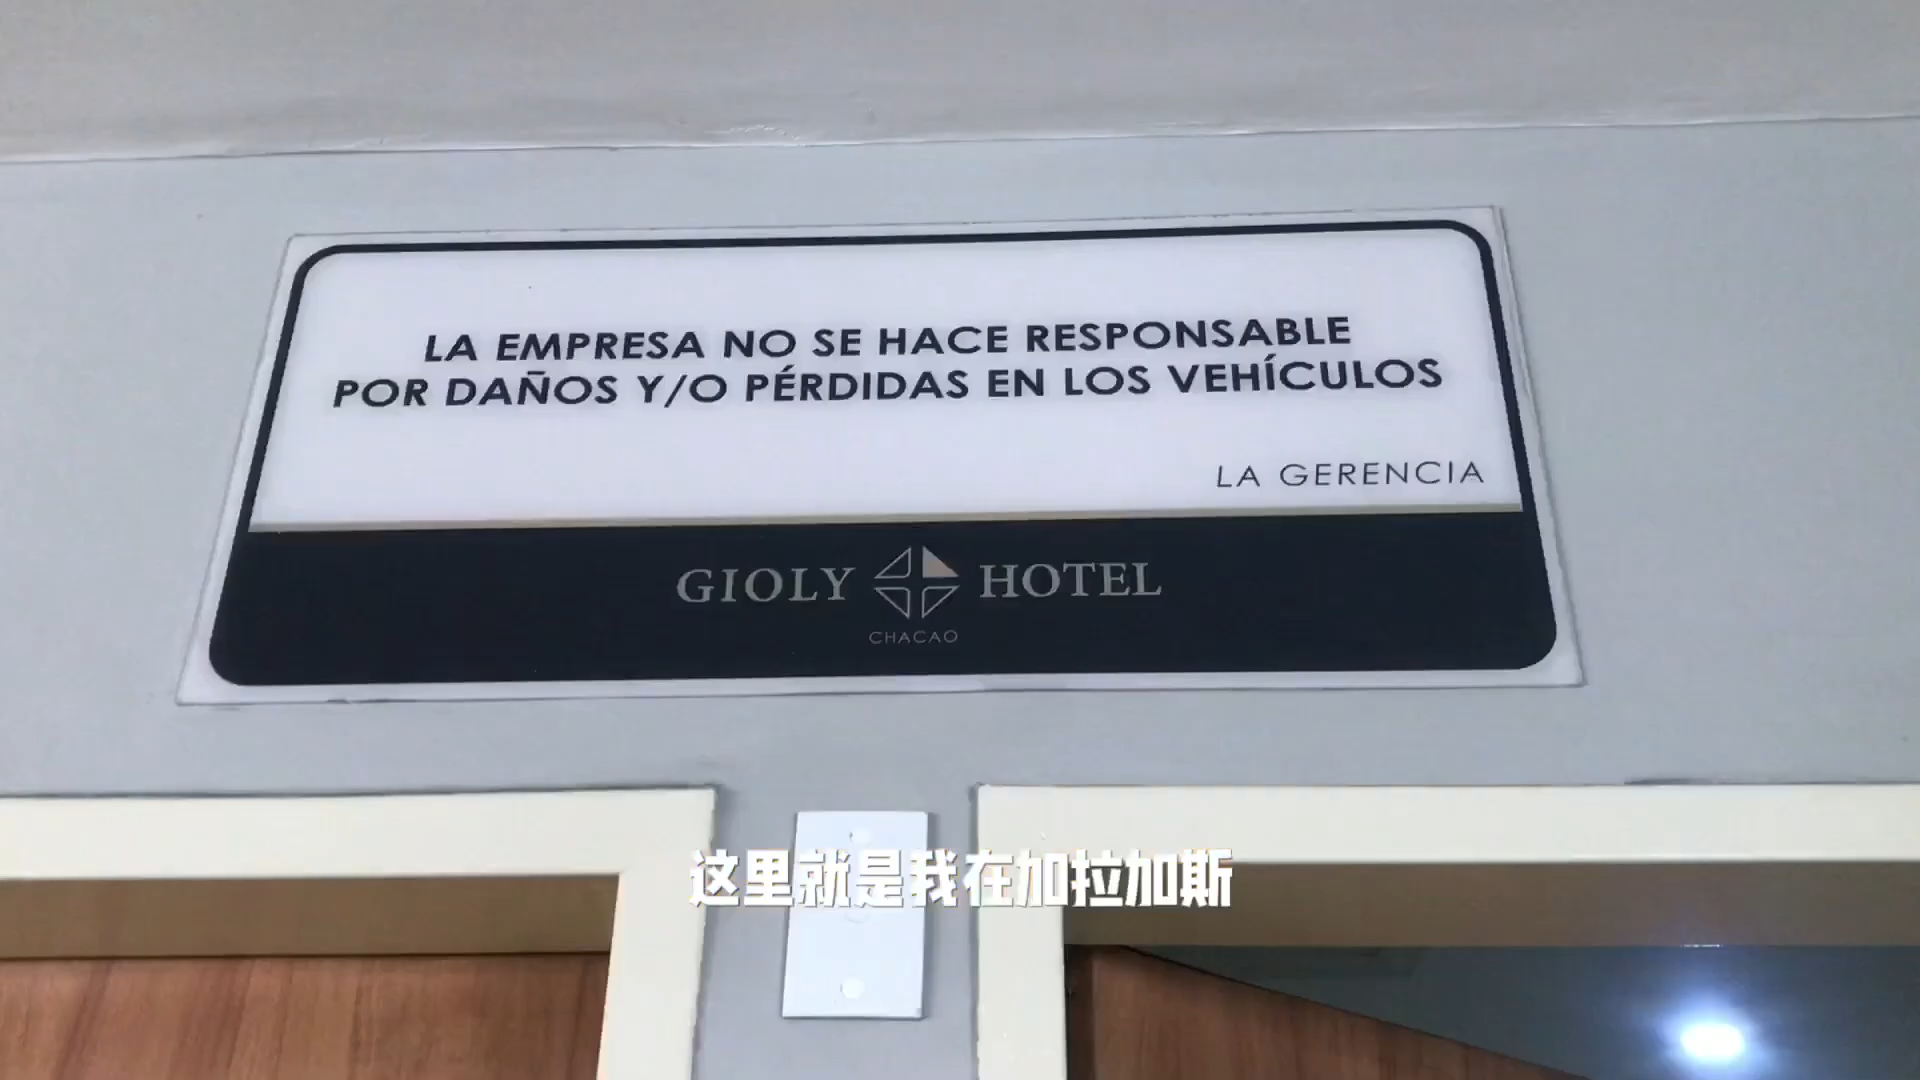 LA EMPRESA NO SE HACE RESPONSABLE
POR DAÑOS Y/O PÉRDIDAS EN LOS VEHÍCULOS
LA GERENCIA
GIOLY HOTEL
CHACAO
这里就是我在加拉加斯